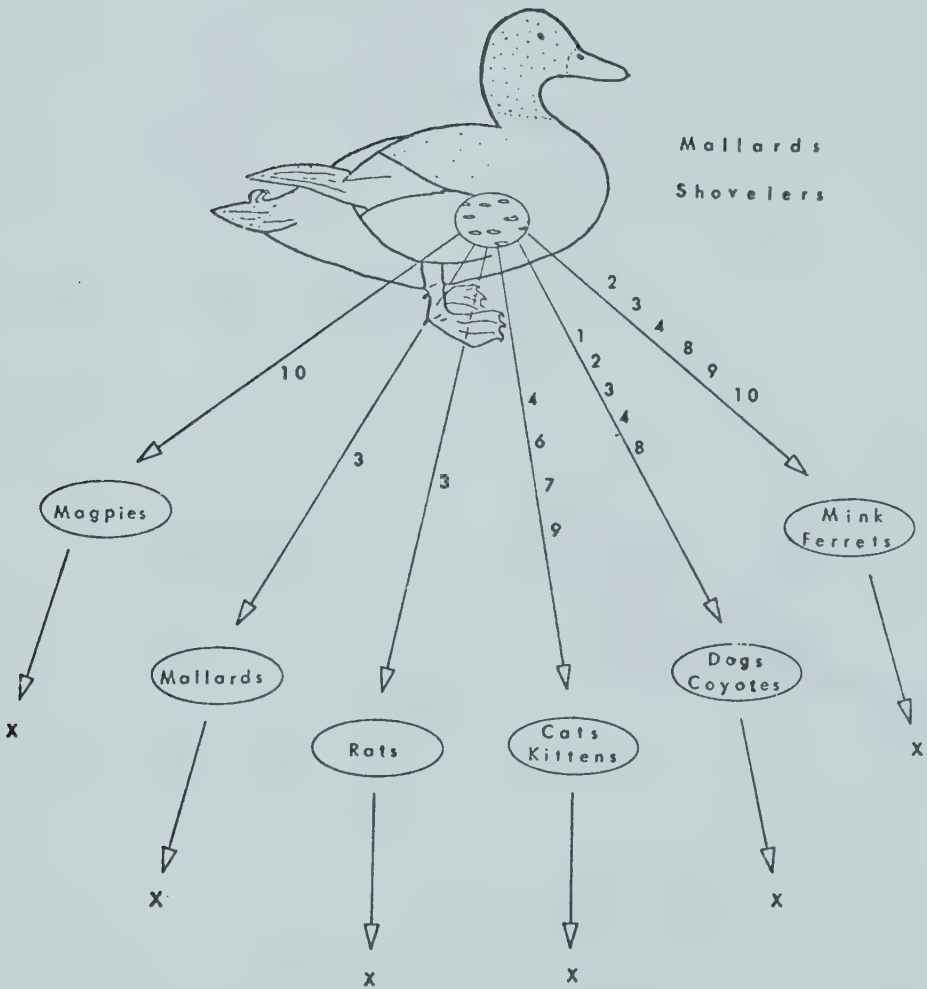 Mallards
Shovelers
2
3
4
8
9
10
1
2
3
4
8
4
6
7
9
3
3
10
Magpies
Mink
Ferrets
Mallards
Dogs
Coyotes
Rats
Cats
Kittens
X
X
X
X
X
X